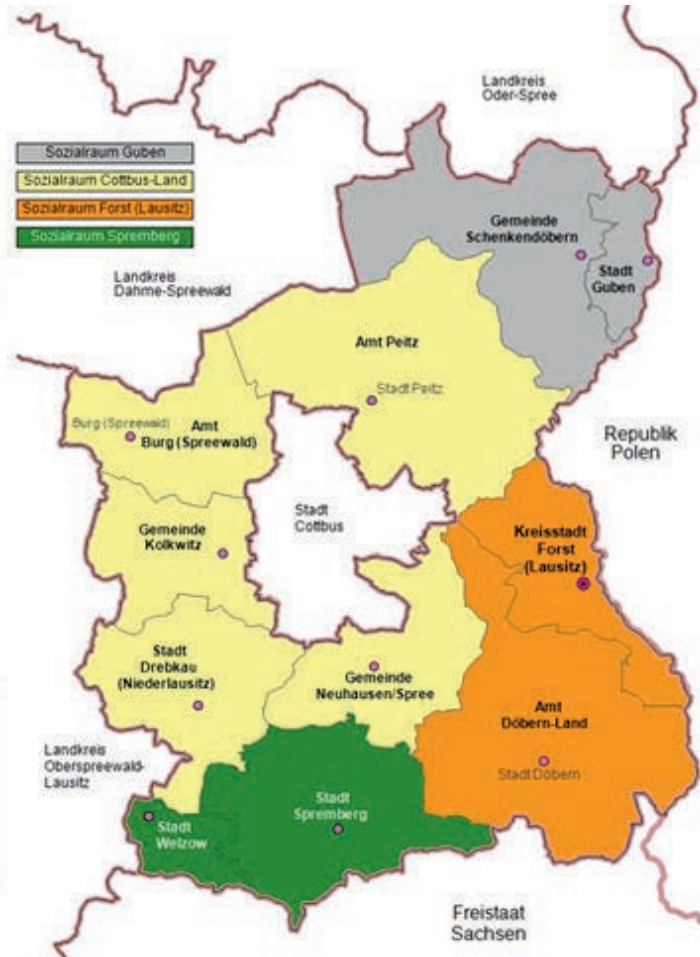 Landkreis
Oder-Spree
Sozialraum Guben
Sozialraum Cottbus-Land
Sozialraum Forst (Lausitz)
Sozialraum Spremberg
Gemeinde
Schenkendöbern
Stadt
Guben
Landkreis
Dahme-Spreewald
Amt Peitz
Stadt Peitz
Burg (Spreewald)
Amt
Burg (Spreewald)
Republik
Polen
Stadt
Cottbus
Gemeinde
Kolkwitz
Kreisstadt
Forst
(Lausitz)
Stadt
Drebkau
(Niederlausitz)
Gemeinde
Neuhausen/Spree
Amt
Döbern-Land
Stadt Döbern
Landkreis
Oberspreewald-
Lausitz
Stadt
Spremberg
Stadt
Welzow
Freistaat
Sachsen